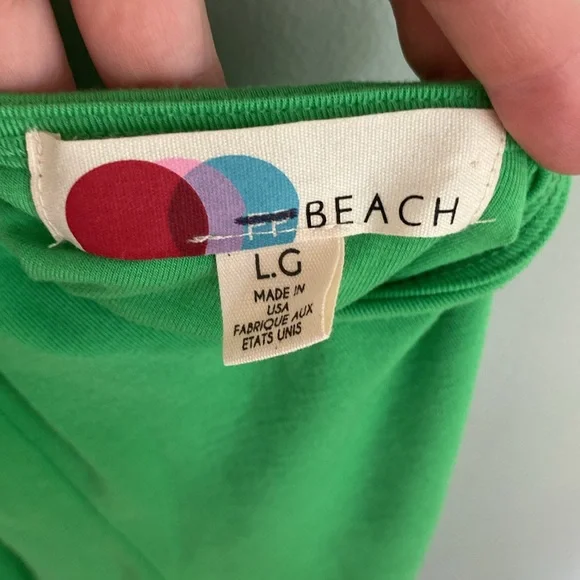 BEACH
L.G
MADE IN
USA
FABRIQUE AUX
ETATS UNIS